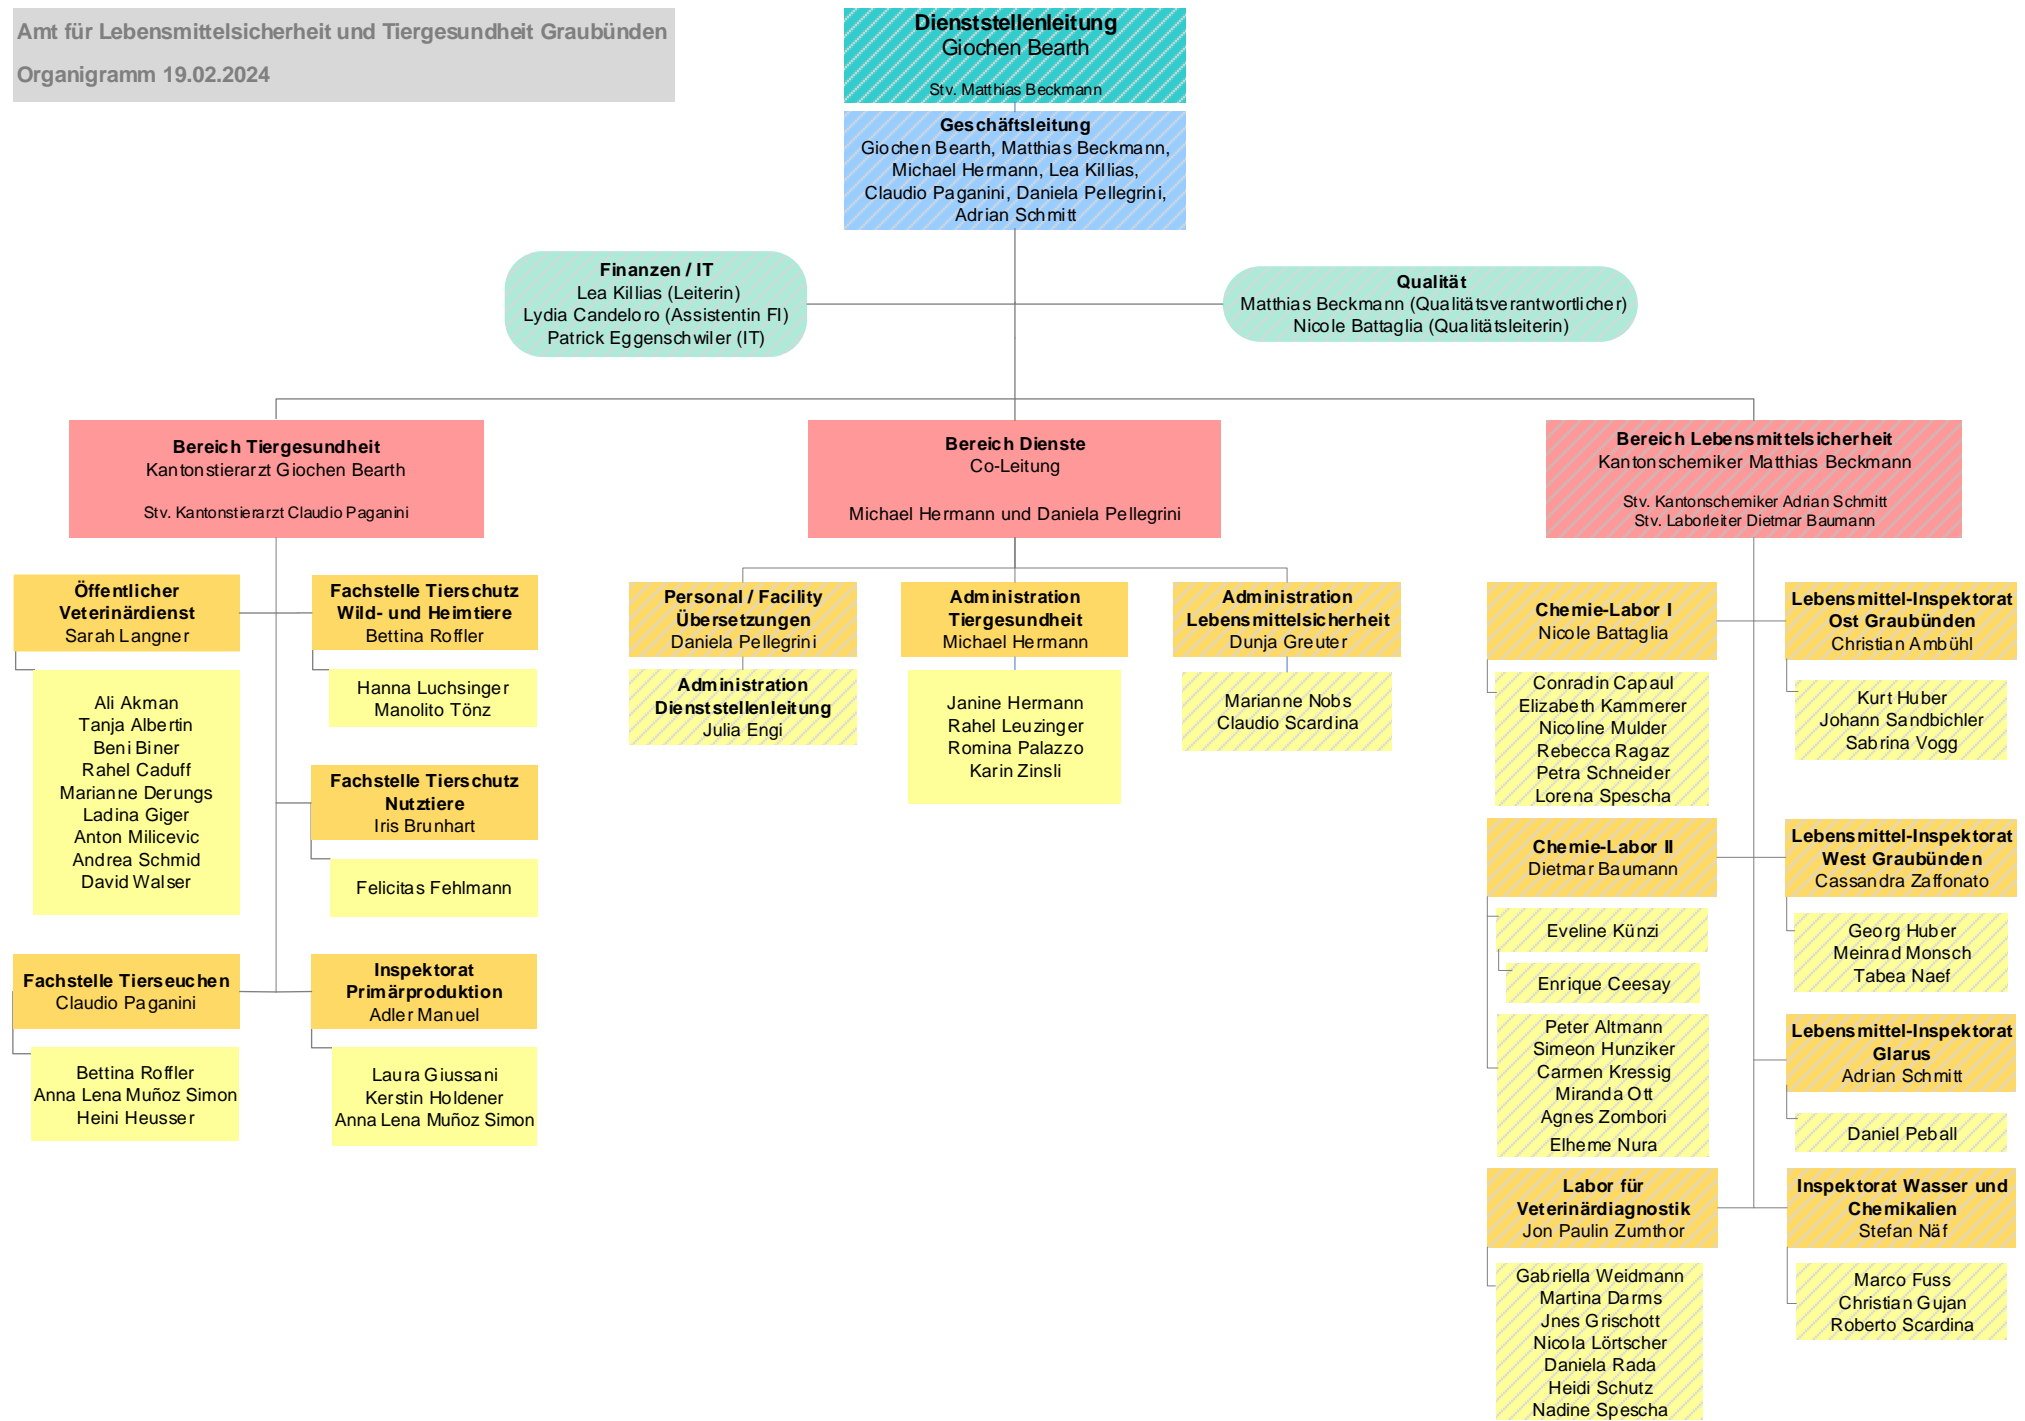 Amt für Lebensmittelsicherheit und Tiergesundheit Graubünden
Organigramm 19.02.2024
Dienststellenleitung
Giochen Bearth
Stv. Matthias Beckmann
Geschäftsleitung
Giochen Bearth, Matthias Beckmann,
Michael Hermann, Lea Killias,
Claudio Paganini, Daniela Pellegrini,
Adrian Schmitt
Finanzen / IT
Lea Killias (Leiterin)
Lydia Candeloro (Assistentin FI)
Patrick Eggenschwiler (IT)
Qualität
Matthias Beckmann (Qualitätsverantwortlicher)
Nicole Battaglia (Qualitätsleiterin)
Bereich Tiergesundheit
Kantonstierarzt Giochen Bearth
Stv. Kantonstierarzt Claudio Paganini
Öffentlicher
Veterinärdienst
Sarah Langner
Ali Akman
Tanja Albertin
Beni Biner
Rahel Caduff
Marianne Derungs
Ladina Giger
Anton Milicevic
Andrea Schmid
David Walser
Fachstelle Tierschutz
Wild- und Heimtiere
Bettina Roffler
Hanna Luchsinger
Manolito Tönz
Fachstelle Tierschutz
Nutztiere
Iris Brunhart
Felicitas Fehlmann
Fachstelle Tierseuchen
Claudio Paganini
Bettina Roffler
Anna Lena Muñoz Simon
Heini Heusser
Inspektorat
Primärproduktion
Adler Manuel
Laura Giussani
Kerstin Holdener
Anna Lena Muñoz Simon
Bereich Dienste
Co-Leitung
Michael Hermann und Daniela Pellegrini
Personal / Facility
Übersetzungen
Daniela Pellegrini
Administration
Dienststellenleitung
Julia Engi
Administration
Tiergesundheit
Michael Hermann
Janine Hermann
Rahel Leuzinger
Romina Palazzo
Karin Zinsli
Administration
Lebensmittelsicherheit
Dunja Greuter
Marianne Nobs
Claudio Scardina
Bereich Lebensmittelsicherheit
Kantonschemiker Matthias Beckmann
Stv. Kantonschemiker Adrian Schmitt
Stv. Laborleiter Dietmar Baumann
Chemie-Labor I
Nicole Battaglia
Conradin Capaul
Elizabeth Kammerer
Nicoline Mulder
Rebecca Ragaz
Petra Schneider
Lorena Spescha
Chemie-Labor II
Dietmar Baumann
Eveline Künzi
Enrique Ceesay
Peter Altmann
Simeon Hunziker
Carmen Kressig
Miranda Ott
Agnes Zombori
Elheme Nura
Labor für
Veterinärdiagnostik
Jon Paulin Zumthor
Gabriella Weidmann
Martina Darms
Jnes Grischott
Nicola Lörtscher
Daniela Rada
Heidi Schutz
Nadine Spescha
Lebensmittel-Inspektorat
Ost Graubünden
Christian Ambühl
Kurt Huber
Johann Sandbichler
Sabrina Vogg
Lebensmittel-Inspektorat
West Graubünden
Cassandra Zaffonato
Georg Huber
Meinrad Monsch
Tabea Naef
Lebensmittel-Inspektorat
Glarus
Adrian Schmitt
Daniel Peball
Inspektorat Wasser und
Chemikalien
Stefan Näf
Marco Fuss
Christian Gujan
Roberto Scardina